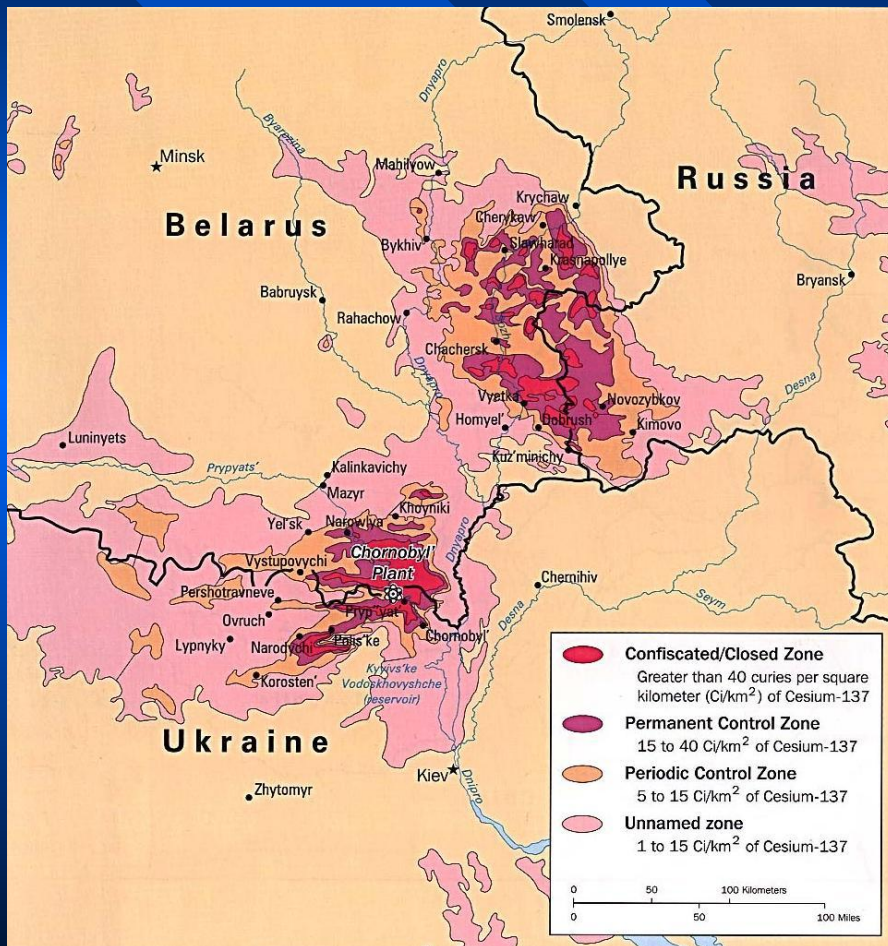 Smolensk
Dnyapro
Byarezina
Minsk
Mahilyow
Russia
Krychaw
Cherykaw
Belarus
Bykhiv
Slawharad
Krasnapollye
Bryansk
Babruysk
Rahachow
Sozh
Chachersk
Dnyapro
Desna
Vyatka
Novozybkov
Homyel'
Dobrush
Kimovo
Luninyets
Kuz'minichy
Prypyats'
Kalinkavichy
Mazyr
Khoyniki
Yel'sk
Narowlya
Dnyapro
Chornobyl'
Plant
Vystupovychi
Chernihiv
Pershotravneve
Pryp'yat'
Desna
Seym
Ovruch
Chornobyl'
Lypnyky
Narodychi
Polis'ke
Kyyivs'ke
Vodoskhovyshche
(reservoir)
Korosten'
Ukraine
Kiev
Dnipro
Zhytomyr
Confiscated/Closed Zone
Greater than 40 curies per square
kilometer (Ci/km²) of Cesium-137
Permanent Control Zone
15 to 40 Ci/km² of Cesium-137
Periodic Control Zone
5 to 15 Ci/km² of Cesium-137
Unnamed zone
1 to 15 Ci/km² of Cesium-137
0 50 100 Kilometers
0 50 100 Miles